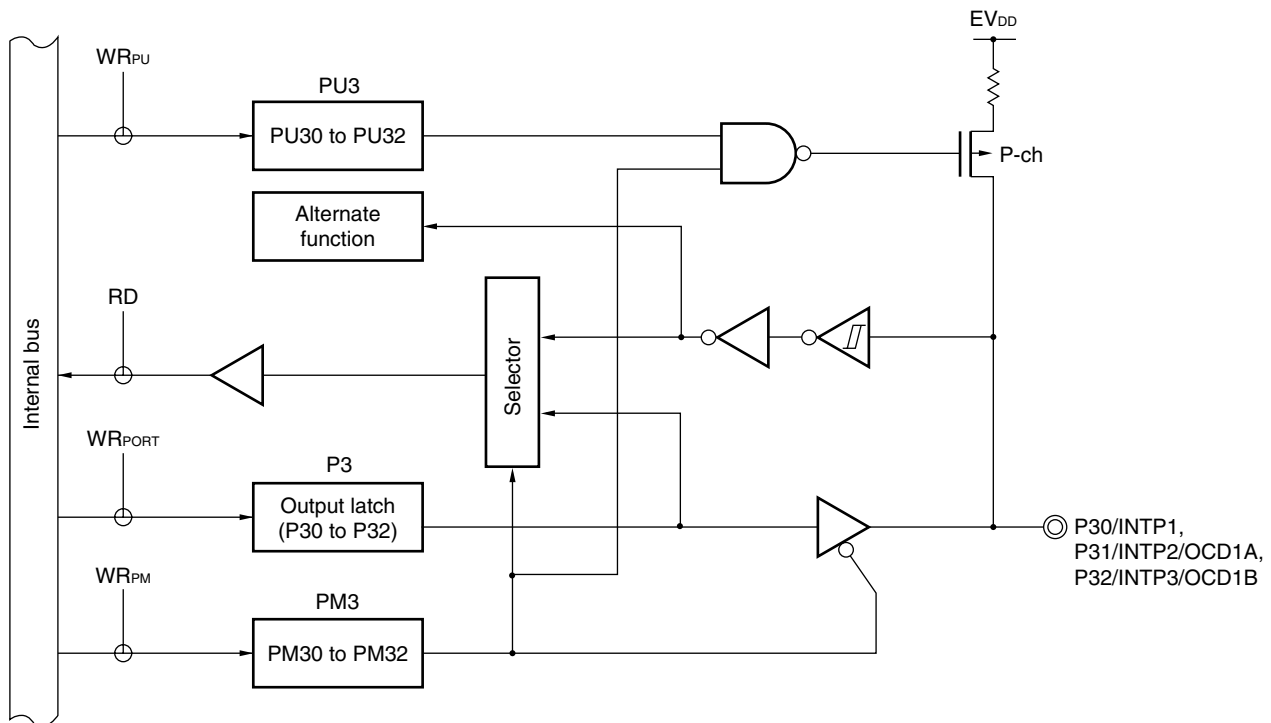 EVDD
WRPU
PU3
PU30 to PU32
P-ch
Alternate
function
RD
Internal bus
Selector
WRPORT
P3
Output latch
(P30 to P32)
P30/INTP1,
P31/INTP2/OCD1A,
P32/INTP3/OCD1B
WRPM
PM3
PM30 to PM32